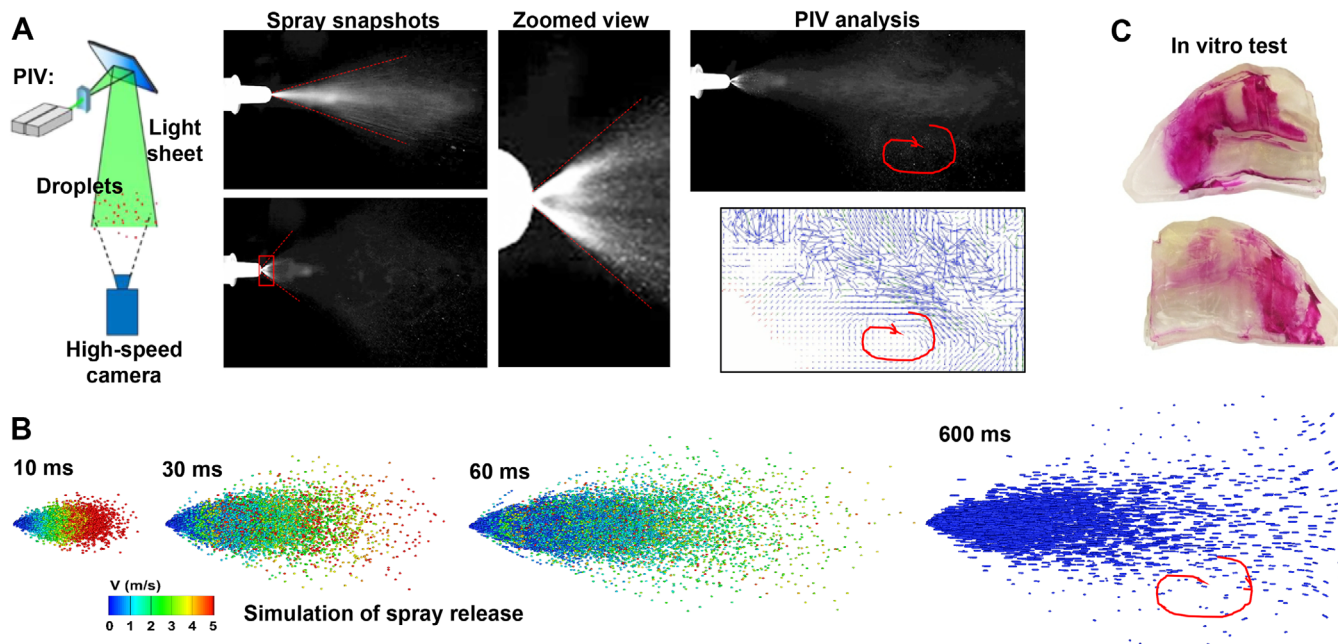 A
Spray snapshots
Zoomed view
PIV analysis
C
In vitro test
PIV:
Light
sheet
Droplets
High-speed
camera
B
10 ms
30 ms
60 ms
600 ms
V (m/s)
0 1 2 3 4 5
Simulation of spray release